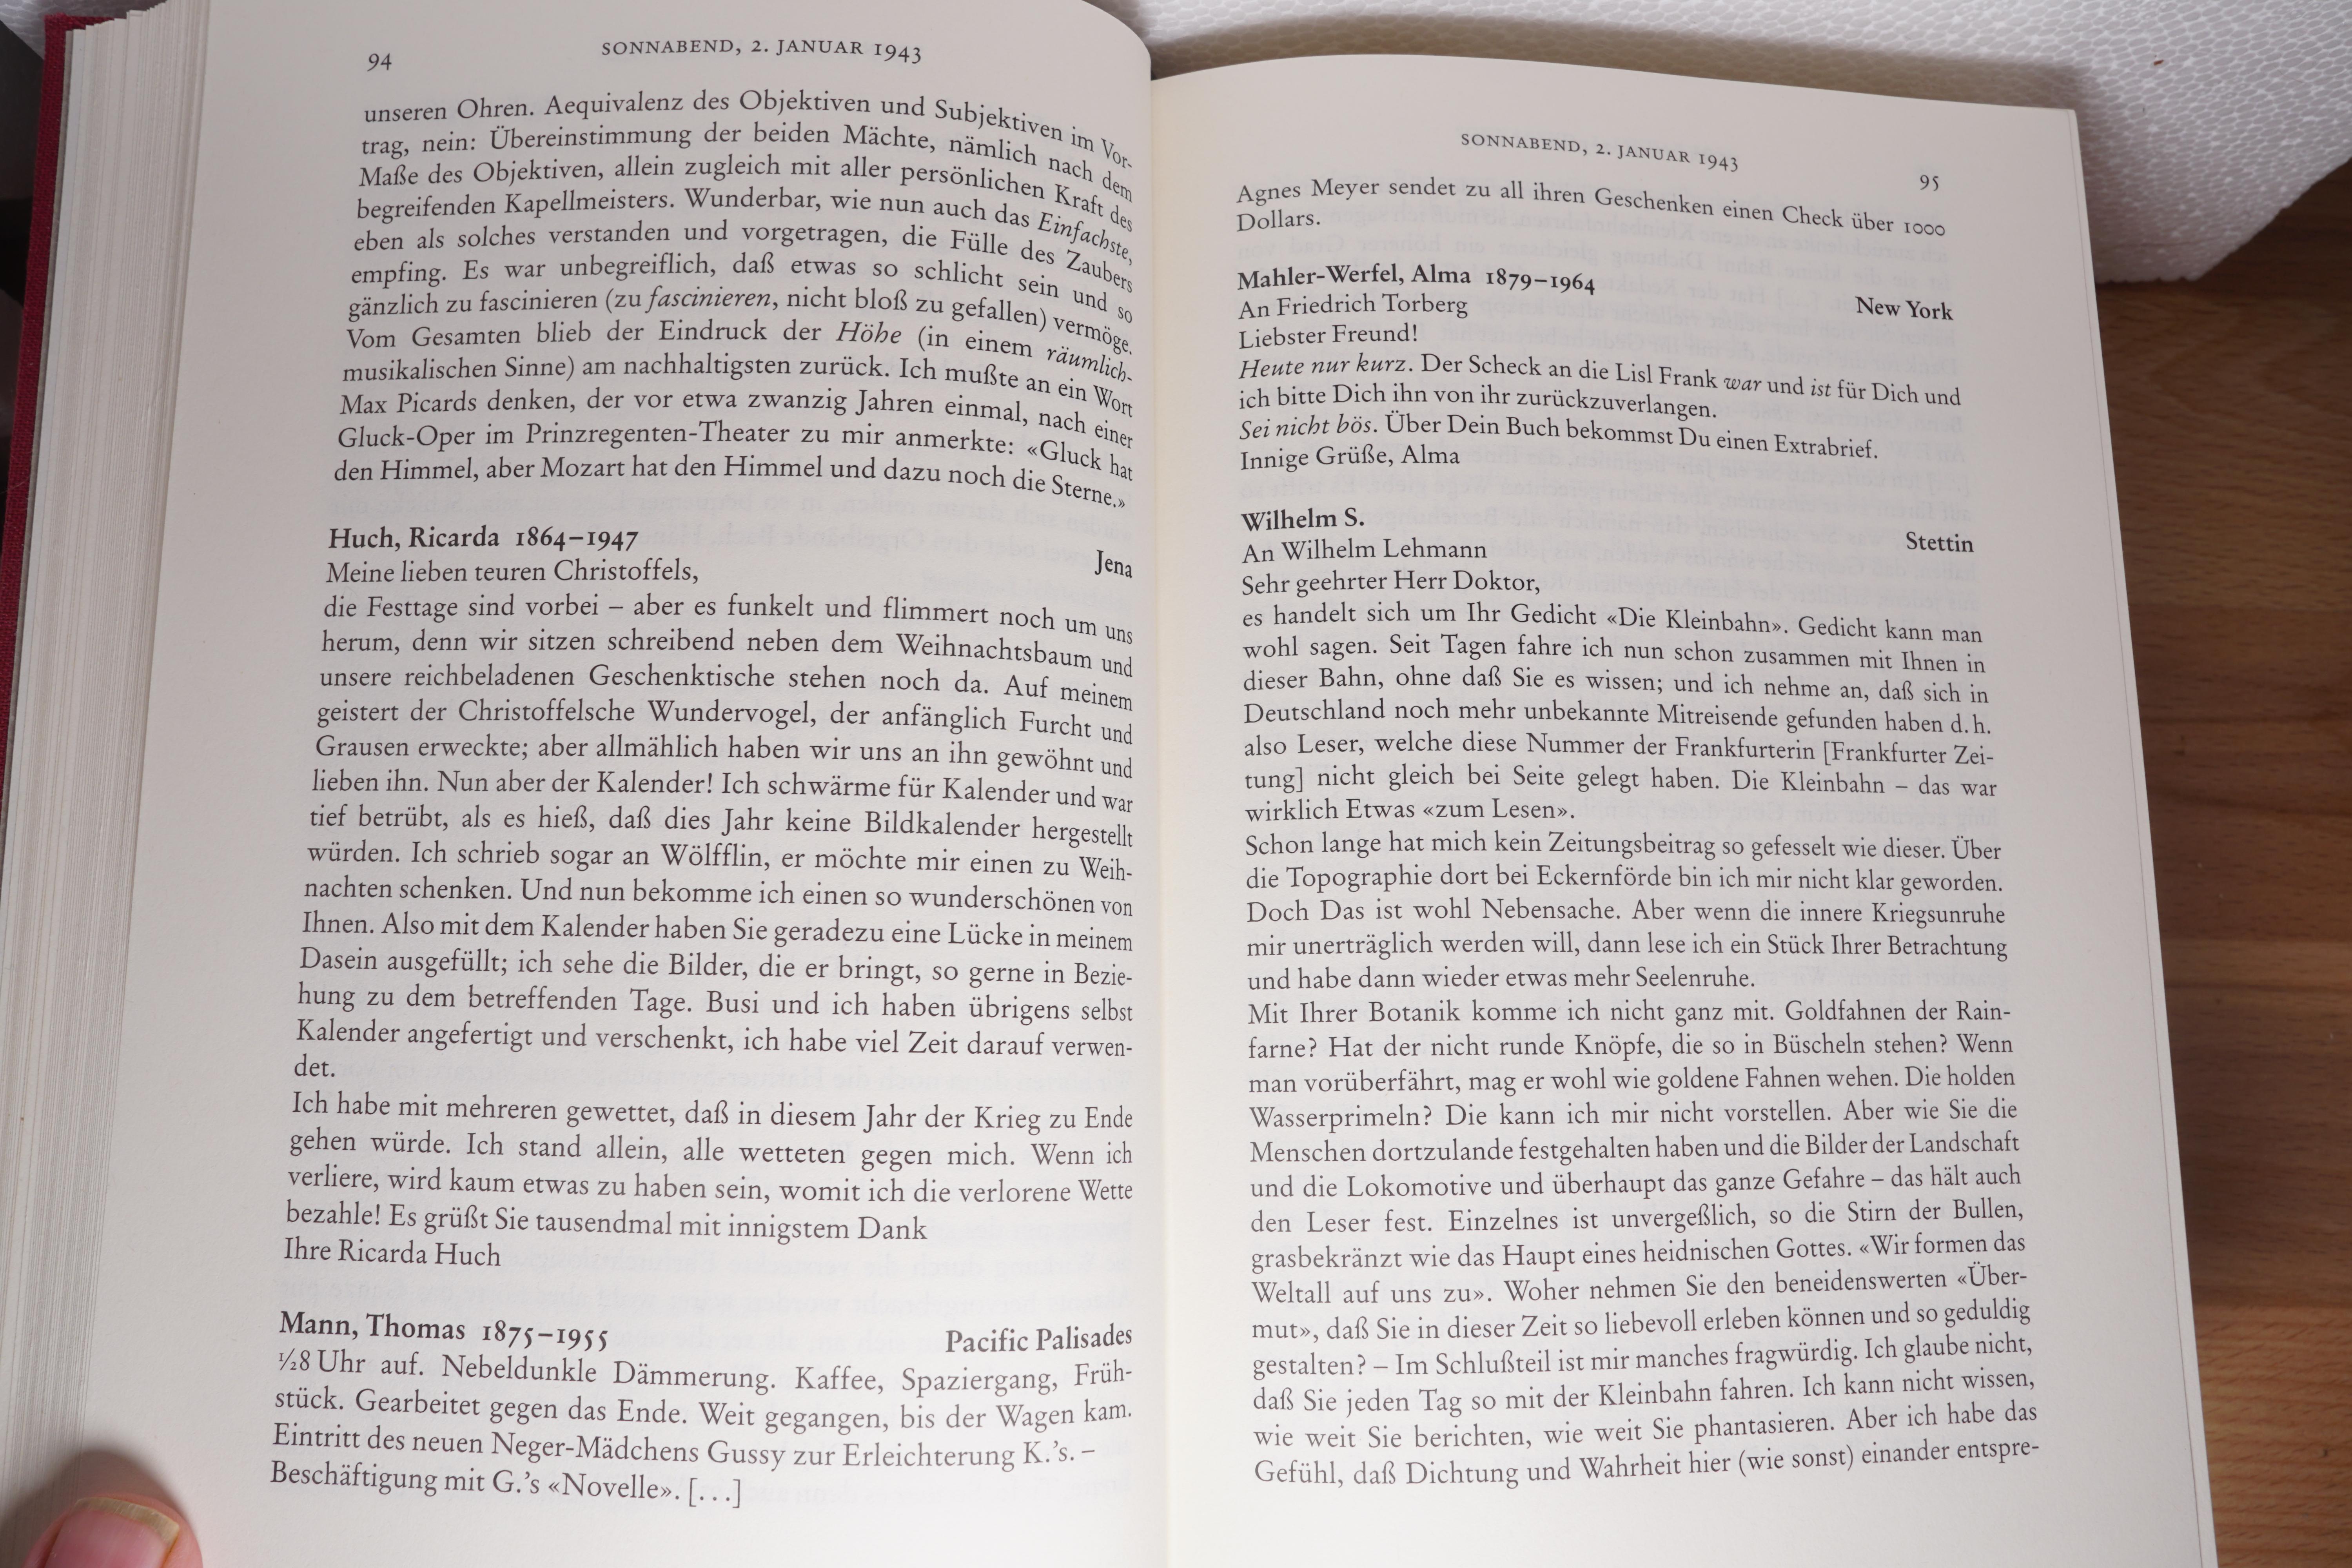 94
SONNABEND, 2. JANUAR 1943
unseren Ohren. Aequivalenz des Objektiven und Subjektiven im Vor-
trag, nein: Übereinstimmung der beiden Mächte, nämlich nach dem
Maße des Objektiven, allein zugleich mit aller persönlichen Kraft des
begreifenden Kapellmeisters. Wunderbar, wie nun auch das Einfachste,
eben als solches verstanden und vorgetragen, die Fülle des Zaubers
empfing. Es war unbegreiflich, daß etwas so schlicht sein und so
gänzlich zu fascinieren (zu fascinieren, nicht bloß zu gefallen) vermöge.
Vom Gesamten blieb der Eindruck der Höhe (in einem räumlich-
musikalischen Sinne) am nachhaltigsten zurück. Ich mußte an ein Wort
Max Picards denken, der vor etwa zwanzig Jahren einmal, nach einer
Gluck-Oper im Prinzregenten-Theater zu mir anmerkte: «Gluck hat
den Himmel, aber Mozart hat den Himmel und dazu noch die Sterne.»
Huch, Ricarda 1864–1947
Jena
Meine lieben teuren Christoffels,
die Festtage sind vorbei – aber es funkelt und flimmert noch um uns
herum, denn wir sitzen schreibend neben dem Weihnachtsbaum und
unsere reichbeladenen Geschenktische stehen noch da. Auf meinem
geistert der Christoffelsche Wundervogel, der anfänglich Furcht und
Grausen erweckte; aber allmählich haben wir uns an ihn gewöhnt und
lieben ihn. Nun aber der Kalender! Ich schwärme für Kalender und war
tief betrübt, als es hieß, daß dies Jahr keine Bildkalender hergestellt
würden. Ich schrieb sogar an Wölfflin, er möchte mir einen zu Weih-
nachten schenken. Und nun bekomme ich einen so wunderschönen von
Ihnen. Also mit dem Kalender haben Sie geradezu eine Lücke in meinem
Dasein ausgefüllt; ich sehe die Bilder, die er bringt, so gerne in Bezie-
hung zu dem betreffenden Tage. Busi und ich haben übrigens selbst
Kalender angefertigt und verschenkt, ich habe viel Zeit darauf verwen-
det.
Ich habe mit mehreren gewettet, daß in diesem Jahr der Krieg zu Ende
gehen würde. Ich stand allein, alle wetteten gegen mich. Wenn ich
verliere, wird kaum etwas zu haben sein, womit ich die verlorene Wette
bezahle! Es grüßt Sie tausendmal mit innigstem Dank
Ihre Ricarda Huch
Mann, Thomas 1875–1955
Pacific Palisades
½8 Uhr auf. Nebeldunkle Dämmerung. Kaffee, Spaziergang, Früh-
stück. Gearbeitet gegen das Ende. Weit gegangen, bis der Wagen kam.
Eintritt des neuen Neger-Mädchens Gussy zur Erleichterung K.’s. –
Beschäftigung mit G.’s «Novelle». [...]
SONNABEND, 2. JANUAR 1943
95
Agnes Meyer sendet zu all ihren Geschenken einen Check über 1000
Dollars.
Mahler-Werfel, Alma 1879–1964
New York
An Friedrich Torberg
Liebster Freund!
Heute nur kurz. Der Scheck an die Lisl Frank war und ist für Dich und
ich bitte Dich ihn von ihr zurückzuverlangen.
Sei nicht bös. Über Dein Buch bekommst Du einen Extrabrief.
Innige Grüße, Alma
Wilhelm S.
Stettin
An Wilhelm Lehmann
Sehr geehrter Herr Doktor,
es handelt sich um Ihr Gedicht «Die Kleinbahn». Gedicht kann man
wohl sagen. Seit Tagen fahre ich nun schon zusammen mit Ihnen in
dieser Bahn, ohne daß Sie es wissen; und ich nehme an, daß sich in
Deutschland noch mehr unbekannte Mitreisende gefunden haben d.h.
also Leser, welche diese Nummer der Frankfurterin [Frankfurter Zei-
tung] nicht gleich bei Seite gelegt haben. Die Kleinbahn – das war
wirklich Etwas «zum Lesen».
Schon lange hat mich kein Zeitungsbeitrag so gefesselt wie dieser. Über
die Topographie dort bei Eckernförde bin ich mir nicht klar geworden.
Doch Das ist wohl Nebensache. Aber wenn die innere Kriegsunruhe
mir unerträglich werden will, dann lese ich ein Stück Ihrer Betrachtung
und habe dann wieder etwas mehr Seelenruhe.
Mit Ihrer Botanik komme ich nicht ganz mit. Goldfahnen der Rain-
farne? Hat der nicht runde Knöpfe, die so in Büscheln stehen? Wenn
man vorüberfährt, mag er wohl wie goldene Fahnen wehen. Die holden
Wasserprimeln? Die kann ich mir nicht vorstellen. Aber wie Sie die
Menschen dortzulande festgehalten haben und die Bilder der Landschaft
und die Lokomotive und überhaupt das ganze Gefahre – das hält auch
den Leser fest. Einzelnes ist unvergeßlich, so die Stirn der Bullen,
grasbekränzt wie das Haupt eines heidnischen Gottes. «Wir formen das
Weltall auf uns zu». Woher nehmen Sie den beneidenswerten «Über-
mut», daß Sie in dieser Zeit so liebevoll erleben können und so geduldig
gestalten? – Im Schlußteil ist mir manches fragwürdig. Ich glaube nicht,
daß Sie jeden Tag so mit der Kleinbahn fahren. Ich kann nicht wissen,
wie weit Sie berichten, wie weit Sie phantasieren. Aber ich habe das
Gefühl, daß Dichtung und Wahrheit hier (wie sonst) einander entspre-